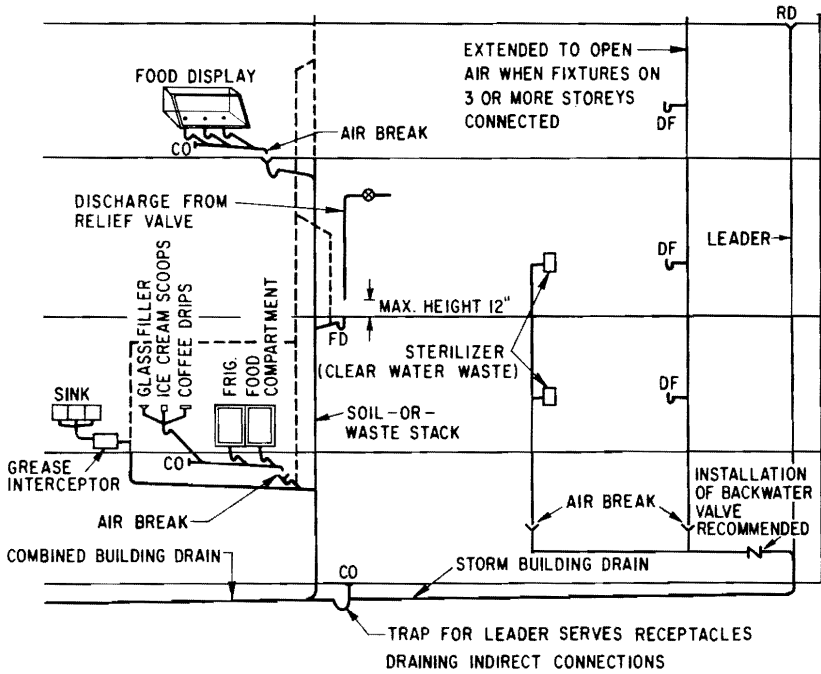 RD
EXTENDED TO OPEN
AIR WHEN FIXTURES ON
3 OR MORE STOREYS
CONNECTED
FOOD DISPLAY
DF
AIR BREAK
CO
DISCHARGE FROM
RELIEF VALVE
LEADER
DF
GLASS FILLER
ICE CREAM SCOOPS
COFFEE DRIPS
FRIG.
FOOD
COMPARTMENT
MAX. HEIGHT 12"
FD
STERILIZER
(CLEAR WATER WASTE)
DF
SINK
SOIL-OR-
WASTE STACK
CO
GREASE
INTERCEPTOR
AIR BREAK
AIR BREAK
INSTALLATION
OF BACKWATER
VALVE
RECOMMENDED
COMBINED BUILDING DRAIN
CO
STORM BUILDING DRAIN
TRAP FOR LEADER SERVES RECEPTACLES
DRAINING INDIRECT CONNECTIONS